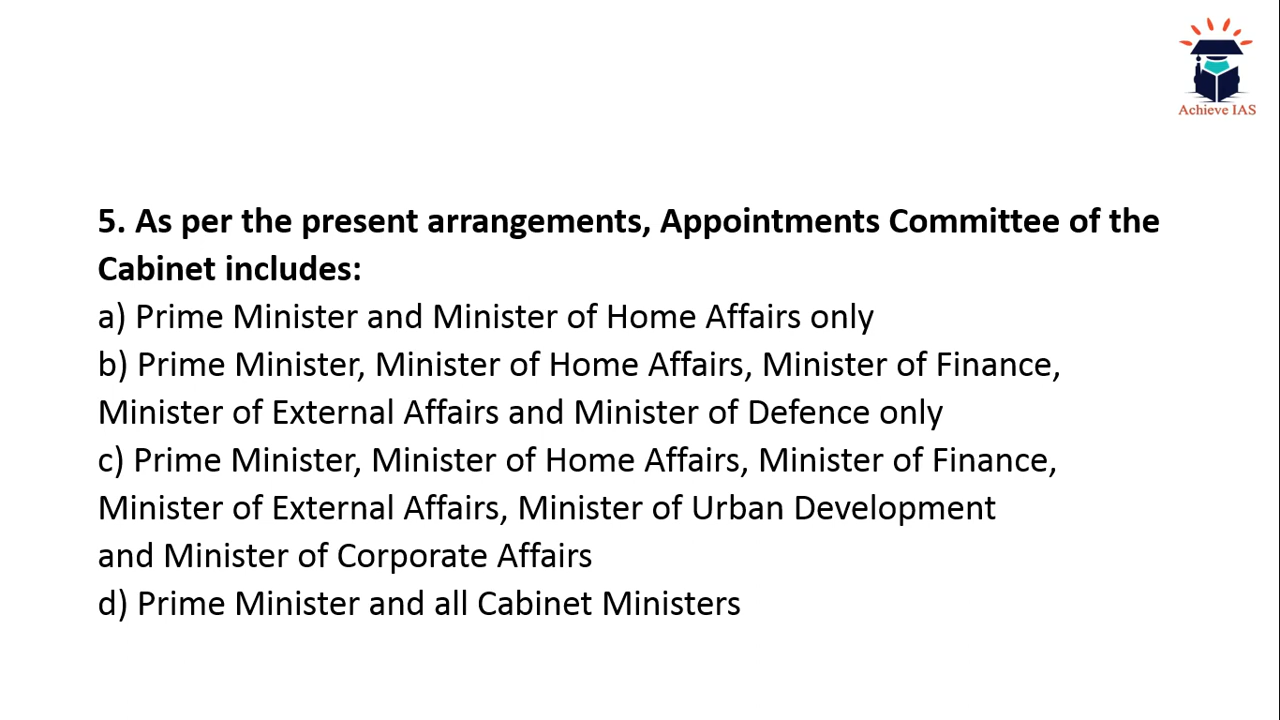 Achieve IAS
5. As per the present arrangements, Appointments Committee of the
Cabinet includes:
a) Prime Minister and Minister of Home Affairs only
b) Prime Minister, Minister of Home Affairs, Minister of Finance,
Minister of External Affairs and Minister of Defence only
c) Prime Minister, Minister of Home Affairs, Minister of Finance,
Minister of External Affairs, Minister of Urban Development
and Minister of Corporate Affairs
d) Prime Minister and all Cabinet Ministers